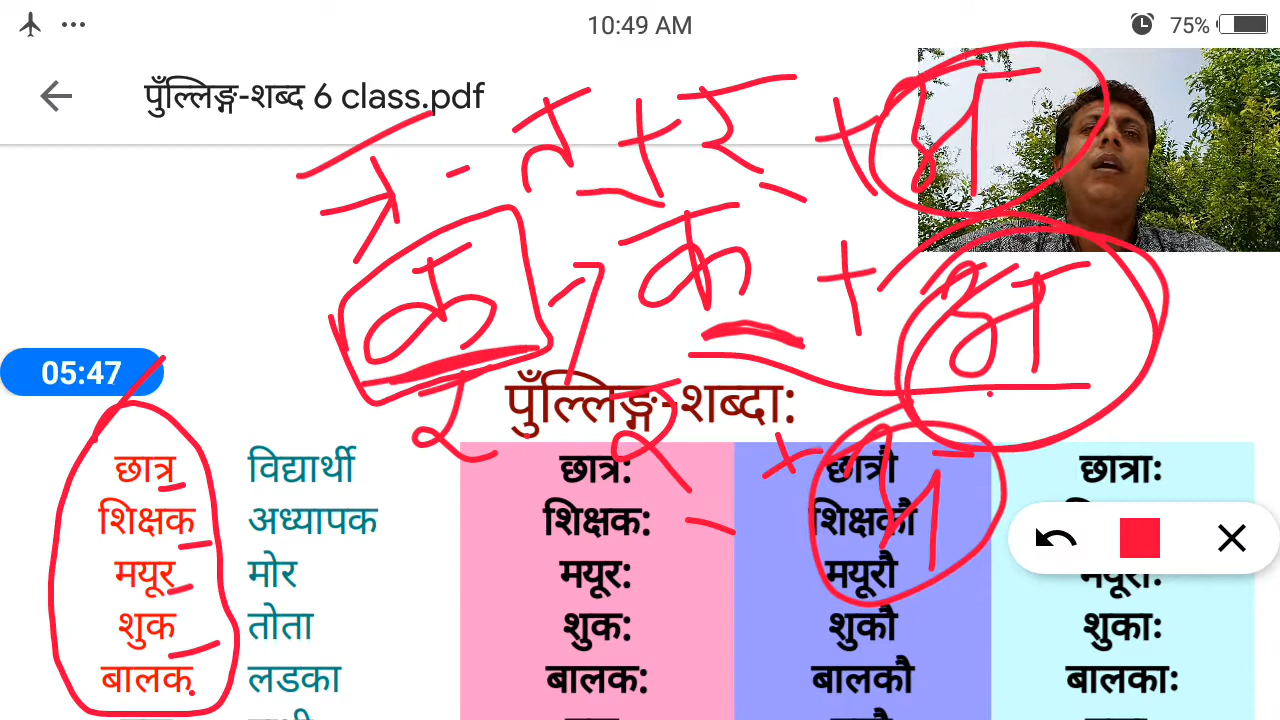 10:49 AM 75%
पुँल्लिङ्ग-शब्द 6 class.pdf
त्र - त् + र् + अ
क क् + अ
05:47
र र् + अ
पुँल्लिङ्ग-शब्दा:
छात्र विद्यार्थी छात्र: छात्रौ छात्राः
शिक्षक अध्यापक शिक्षक: शिक्षकौ
मयूर मोर मयूर: मयूरौ मयूराः
शुक तोता शुक: शुकौ शुकाः
बालक लडका बालक: बालकौ बालकाः